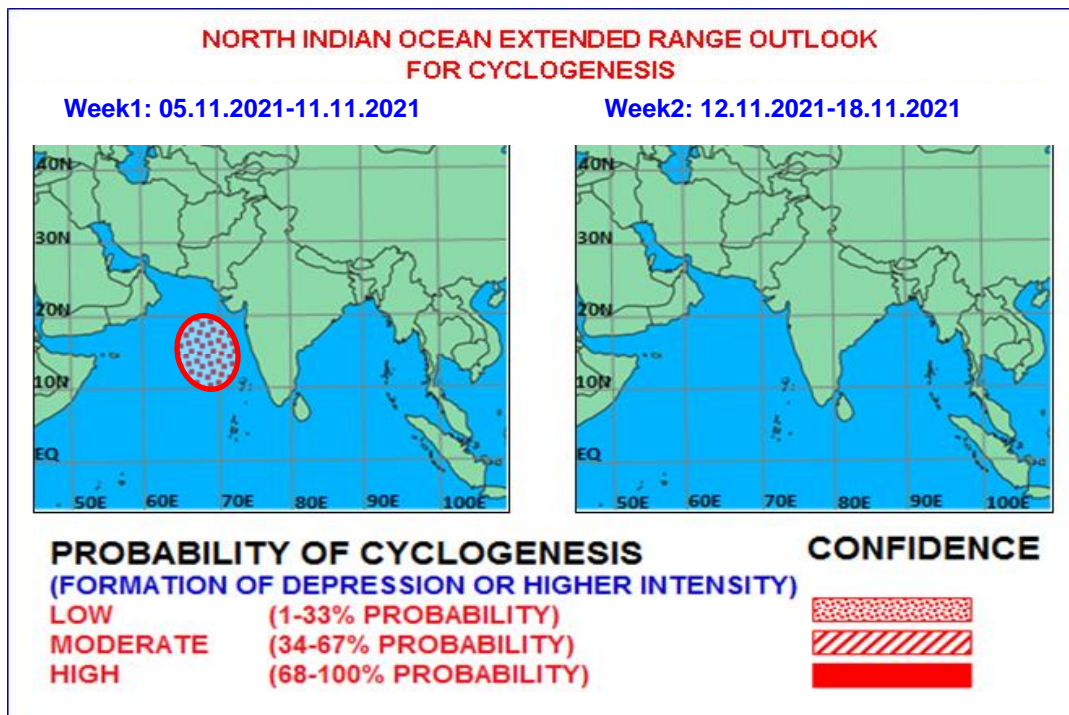 NORTH INDIAN OCEAN EXTENDED RANGE OUTLOOK
FOR CYCLOGENESIS
Week1: 05.11.2021-11.11.2021
Week2: 12.11.2021-18.11.2021
40N
30N
20N
10N
EQ
50E 60E 70E 80E 90E 100E
40N
30N
20N
10N
EQ
50E 60E 70E 80E 90E 100E
PROBABILITY OF CYCLOGENESIS
CONFIDENCE
(FORMATION OF DEPRESSION OR HIGHER INTENSITY)
LOW (1-33% PROBABILITY)
MODERATE (34-67% PROBABILITY)
HIGH (68-100% PROBABILITY)